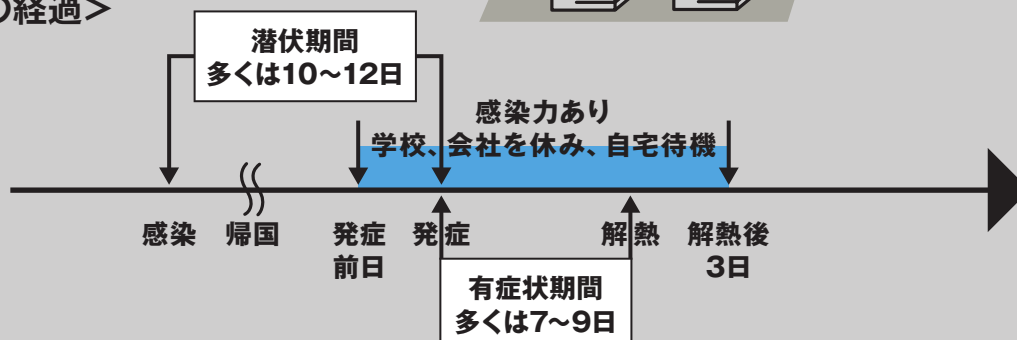 の経過＞
潜伏期間
多くは10〜12日
感染力あり
学校、会社を休み、自宅待機
感染
帰国
発症
前日
発症
解熱
解熱後
3日
有症状期間
多くは7〜9日